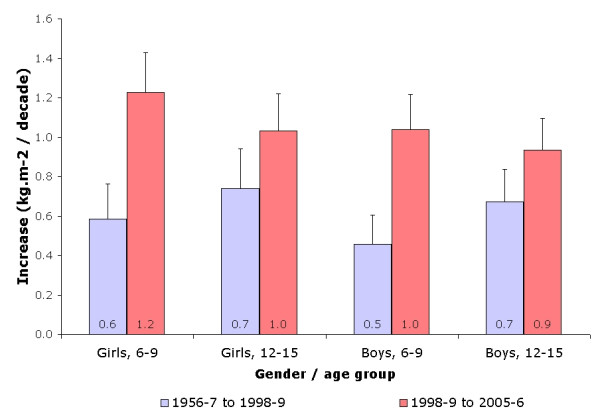 1.6
1.4
1.2
1.0
0.8
0.6
0.4
0.2
0.0
Increase (kg.m-2 / decade)
0.6 1.2 0.7 1.0 0.5 1.0 0.7 0.9
Girls, 6-9 Girls, 12-15 Boys, 6-9 Boys, 12-15
Gender / age group
1956-7 to 1998-9 1998-9 to 2005-6